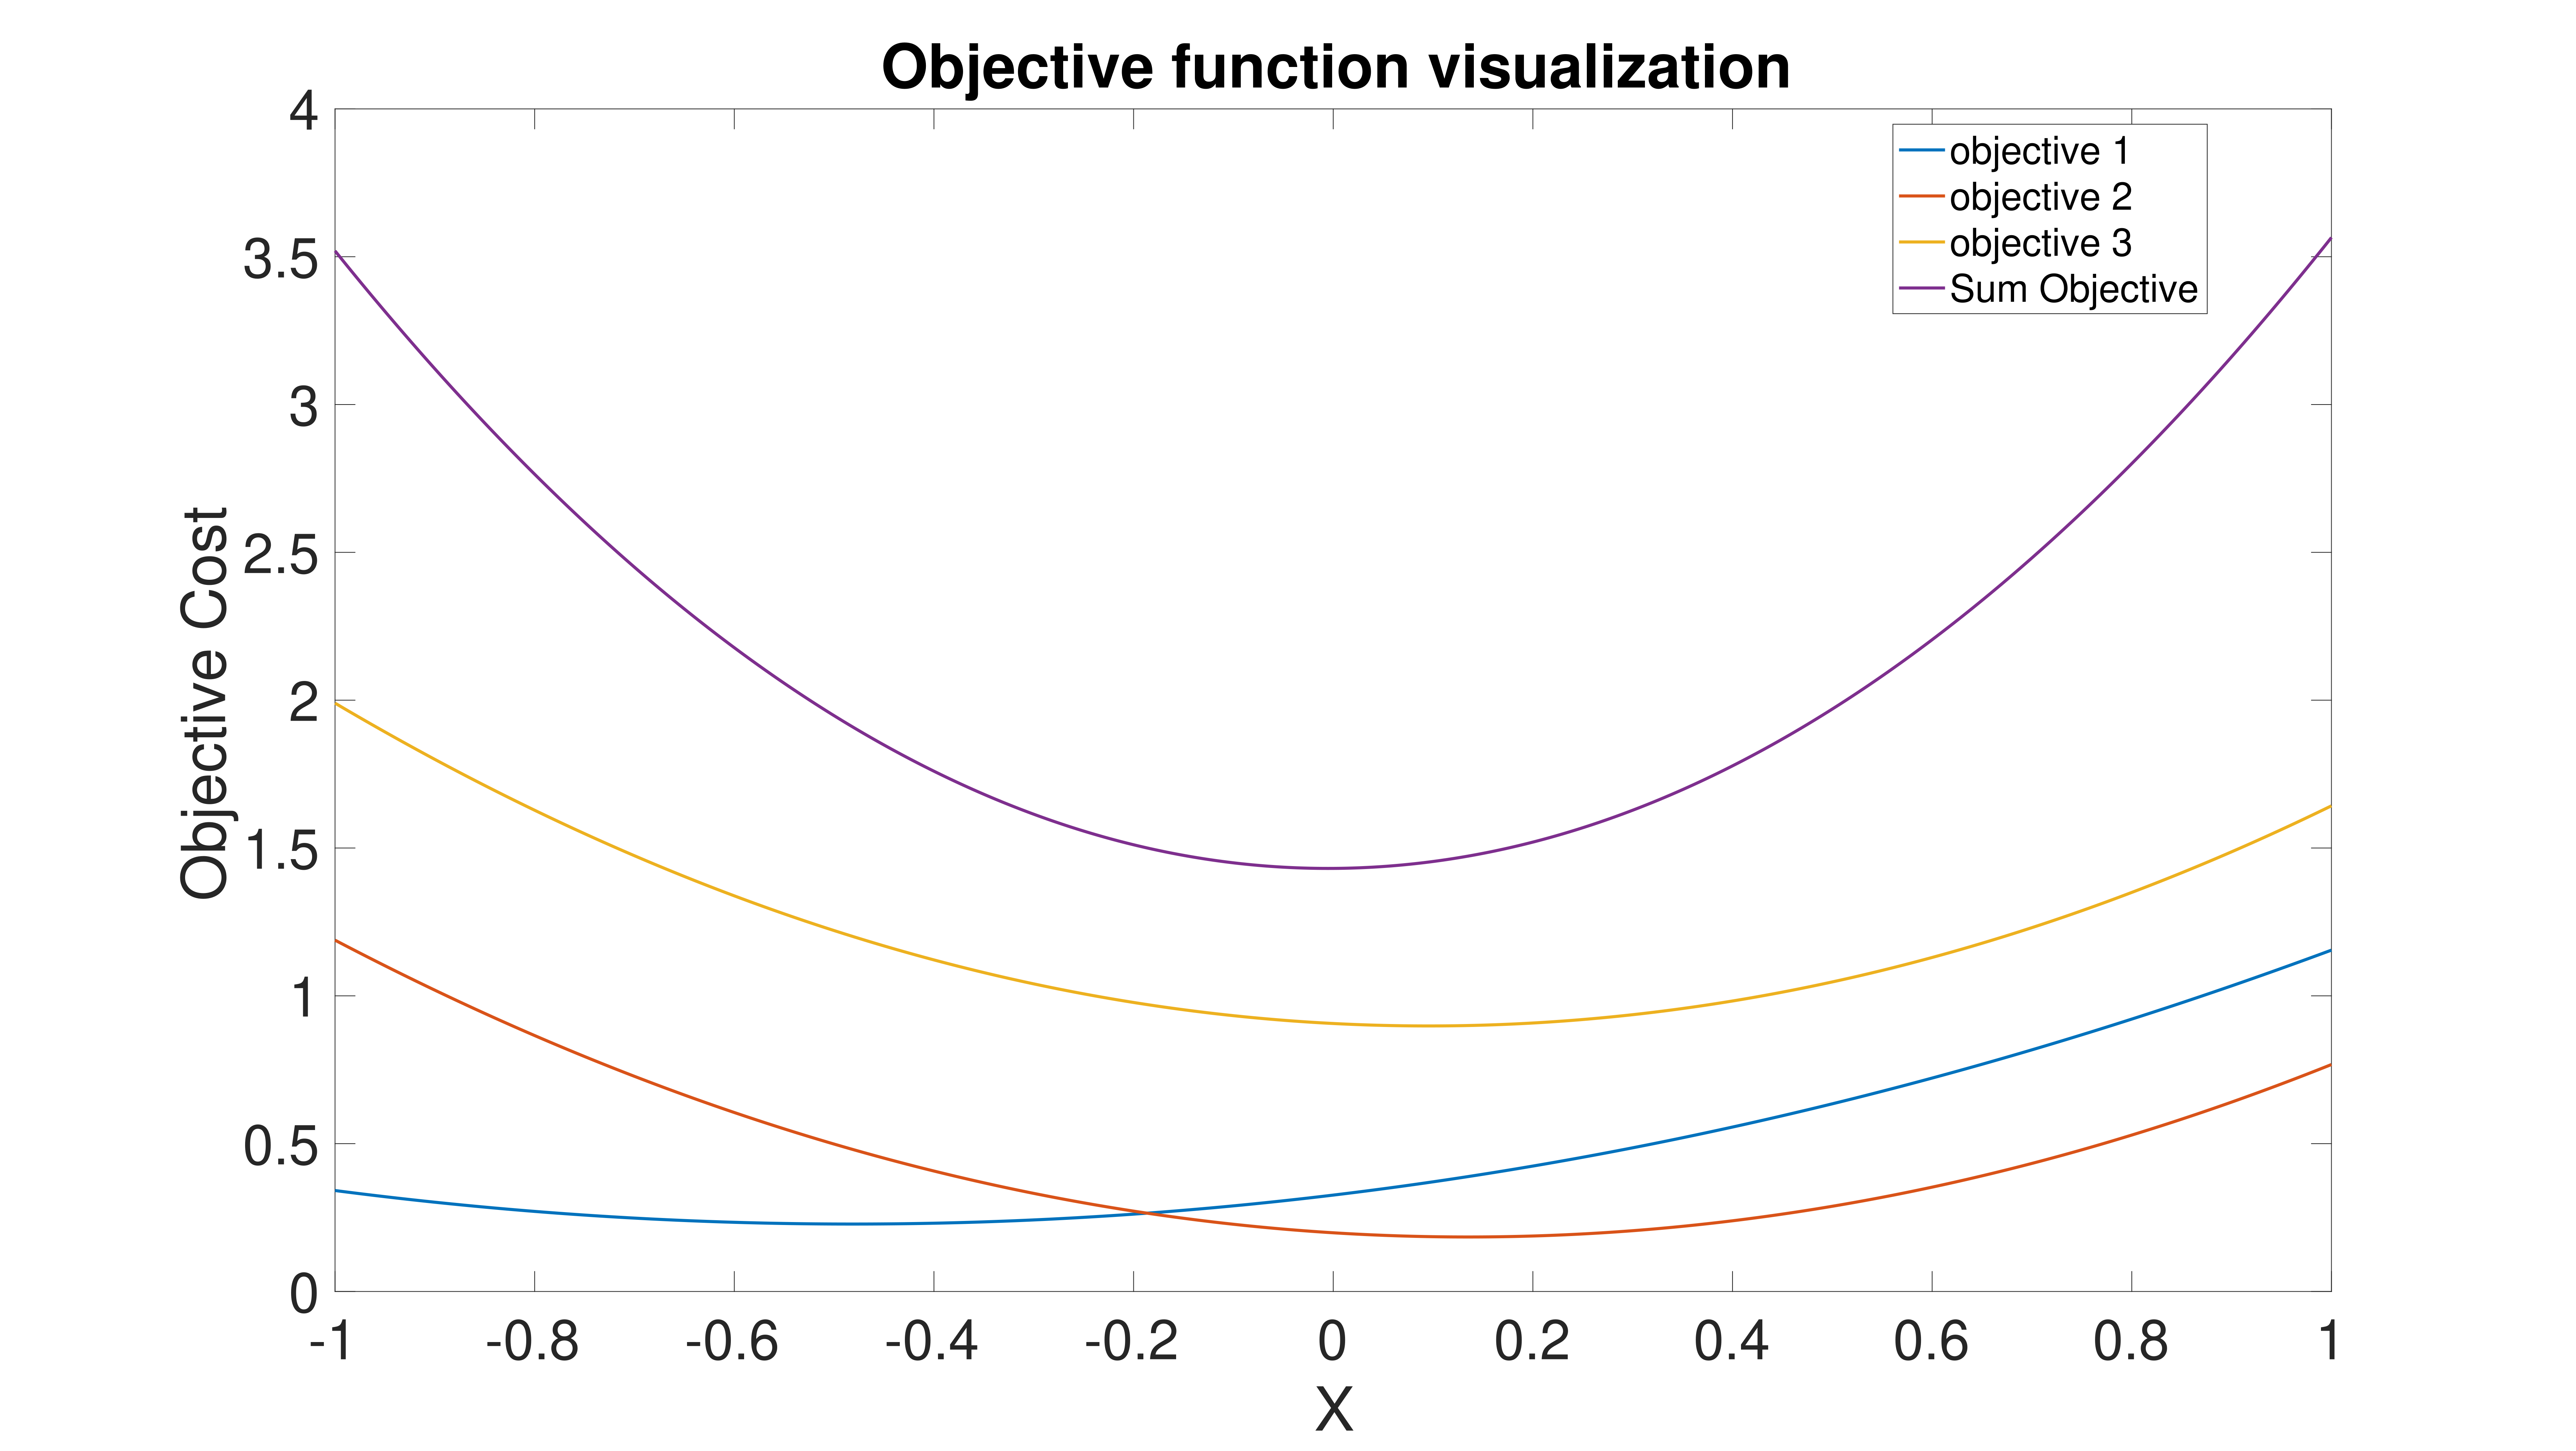 Objective function visualization
4
3.5
3
2.5
2
1.5
1
0.5
0
Objective Cost
objective 1
objective 2
objective 3
Sum Objective
-1 -0.8 -0.6 -0.4 -0.2 0 0.2 0.4 0.6 0.8 1
X